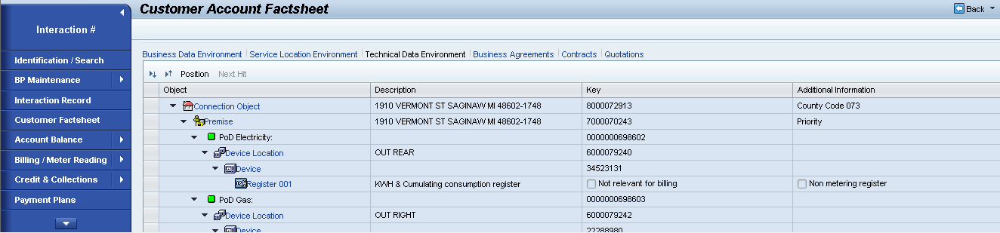 Customer Account Factsheet
Back
Interaction #
Identification / Search
BP Maintenance
Interaction Record
Customer Factsheet
Account Balance
Billing / Meter Reading
Credit & Collections
Payment Plans
Business Data Environment Service Location Environment Technical Data Environment Business Agreements Contracts Quotations
Position Next Hit
Object Description Key Additional Information
Connection Object 1910 VERMONT ST SAGINAW MI 48602-1748 8000072913 County Code 073
Premise 1910 VERMONT ST SAGINAW MI 48602-1748 7000070243 Priority
PoD Electricity: 0000000698602
Device Location OUT REAR 6000079240
Device 34523131
Register 001 KWH & Cumulating consumption register Not relevant for billing Non metering register
PoD Gas: 0000000698603
Device Location OUT RIGHT 6000079242
Device 22288980